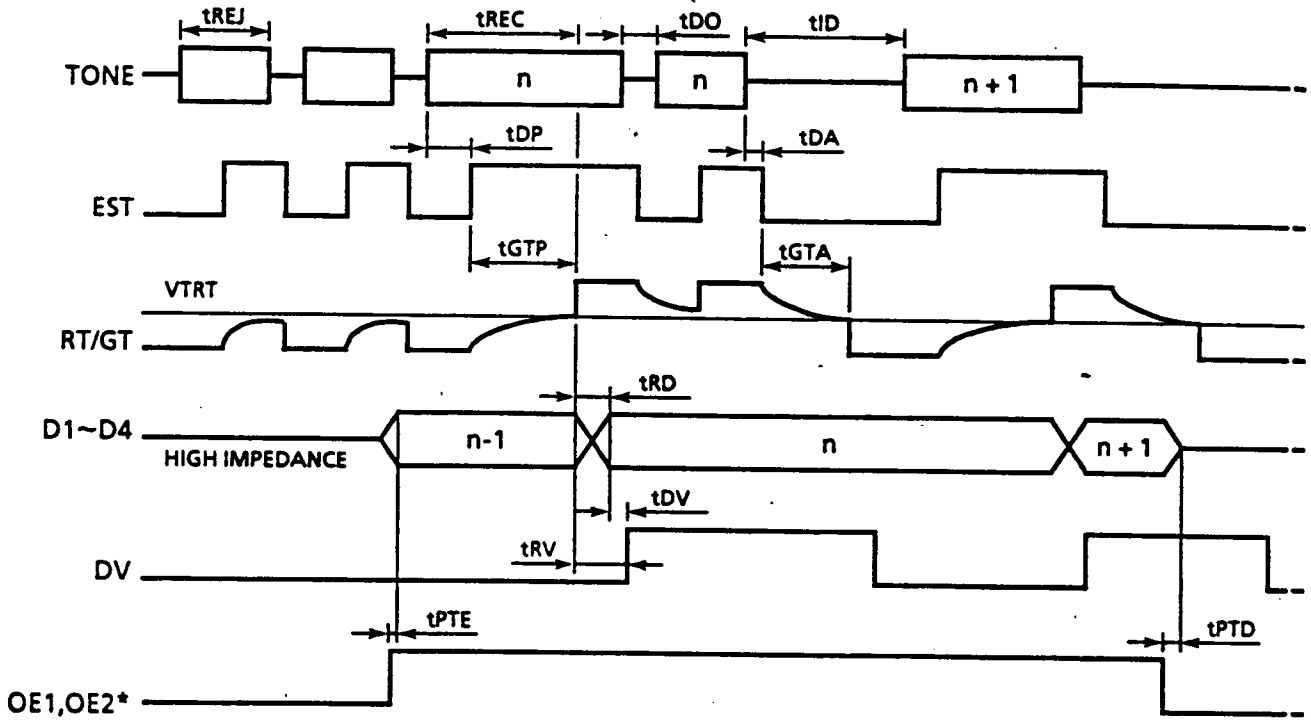 tREJ tREC tDO tID
TONE n n n + 1
tDP tDA
EST
tGTP tGTA
VTRT
RT/GT
tRD
D1~D4 n-1 n n + 1
HIGH IMPEDANCE
tDV
tRV
DV
tPTE tPTD
OE1,OE2*